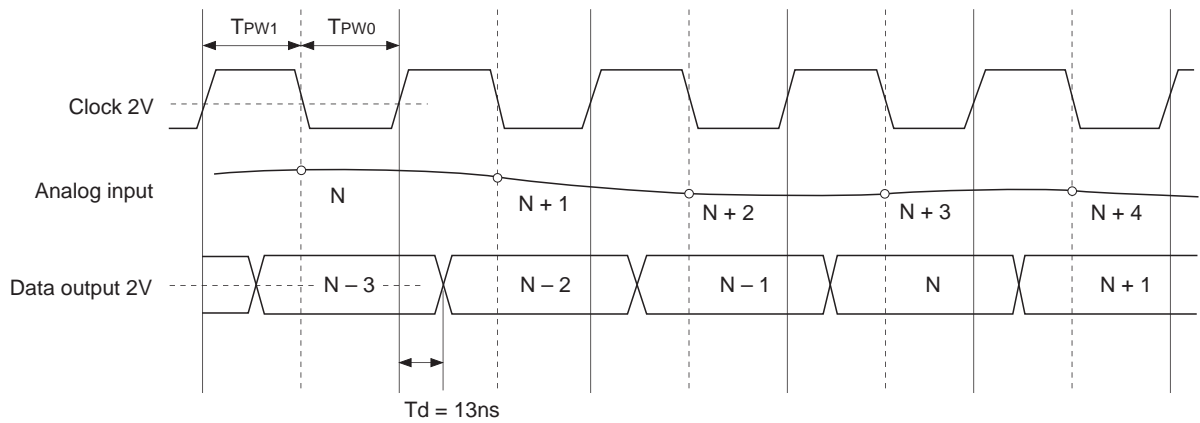 TPW1 TPW0
Clock 2V
Analog input
N N + 1 N + 2 N + 3 N + 4
Data output 2V
N – 3 N – 2 N – 1 N N + 1
Td = 13ns